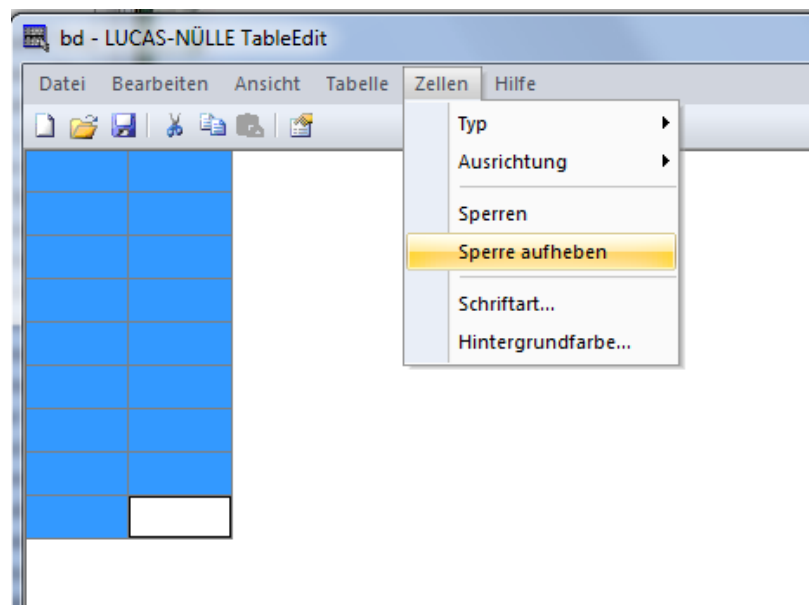 bd - LUCAS-NÜLLE TableEdit
Datei Bearbeiten Ansicht Tabelle Zellen Hilfe
Typ
Ausrichtung
Sperren
Sperre aufheben
Schriftart...
Hintergrundfarbe...